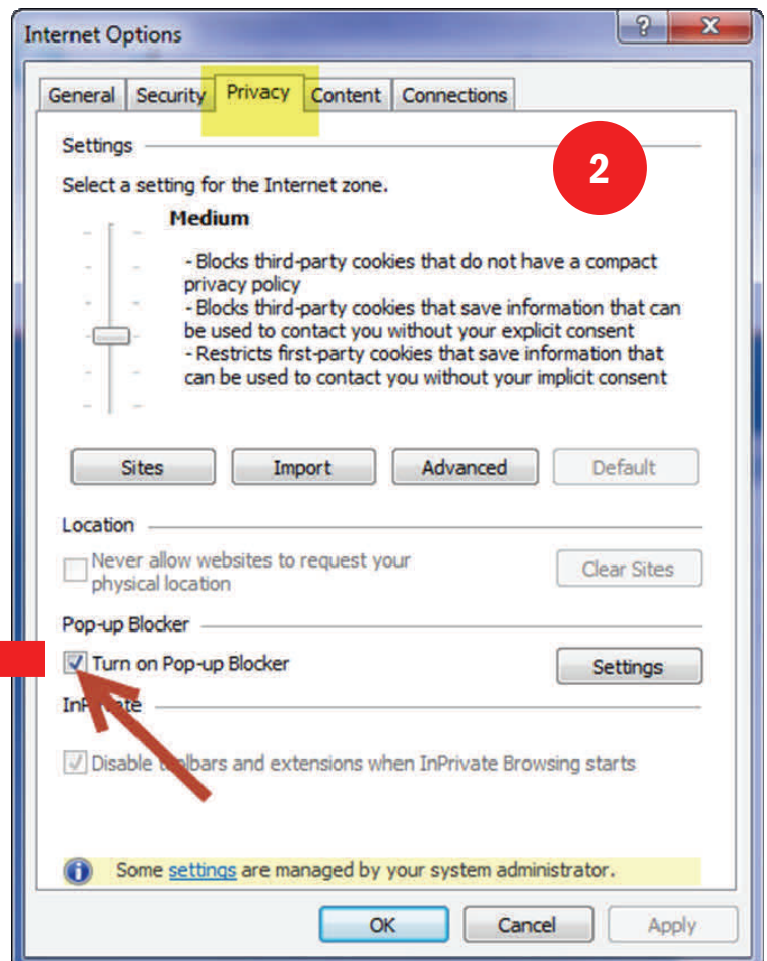 Internet Options
General Security Privacy Content Connections
2
Settings
Select a setting for the Internet zone.
Medium
- Blocks third-party cookies that do not have a compact
privacy policy
- Blocks third-party cookies that save information that can
be used to contact you without your explicit consent
- Restricts first-party cookies that save information that
can be used to contact you without your implicit consent
Sites Import Advanced Default
Location
Never allow websites to request your
physical location
Clear Sites
Pop-up Blocker
Turn on Pop-up Blocker Settings
InPrivate
Disable toolbars and extensions when InPrivate Browsing starts
Some settings are managed by your system administrator.
OK Cancel Apply